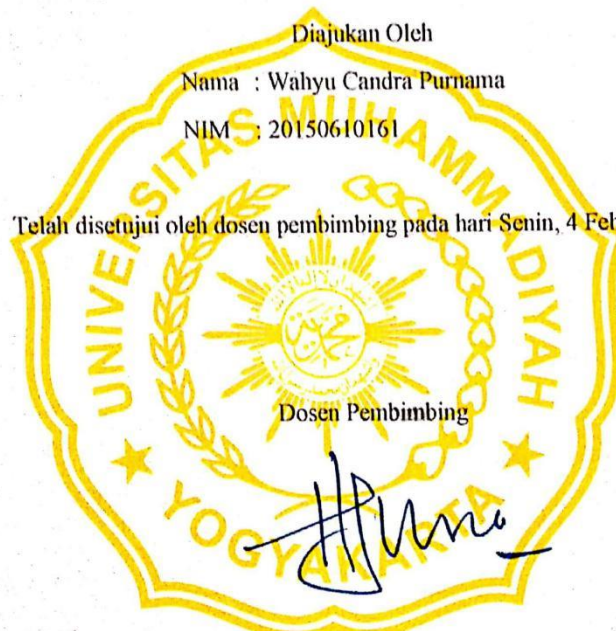 Diajukan Oleh
Nama : Wahyu Candra Purnama
NIM : 20150610161
Telah disetujui oleh dosen pembimbing pada hari Senin, 4 Feb
Dosen Pembimbing
UNIVERSITAS MUHAMMADIYAH
YOGYAKARTA